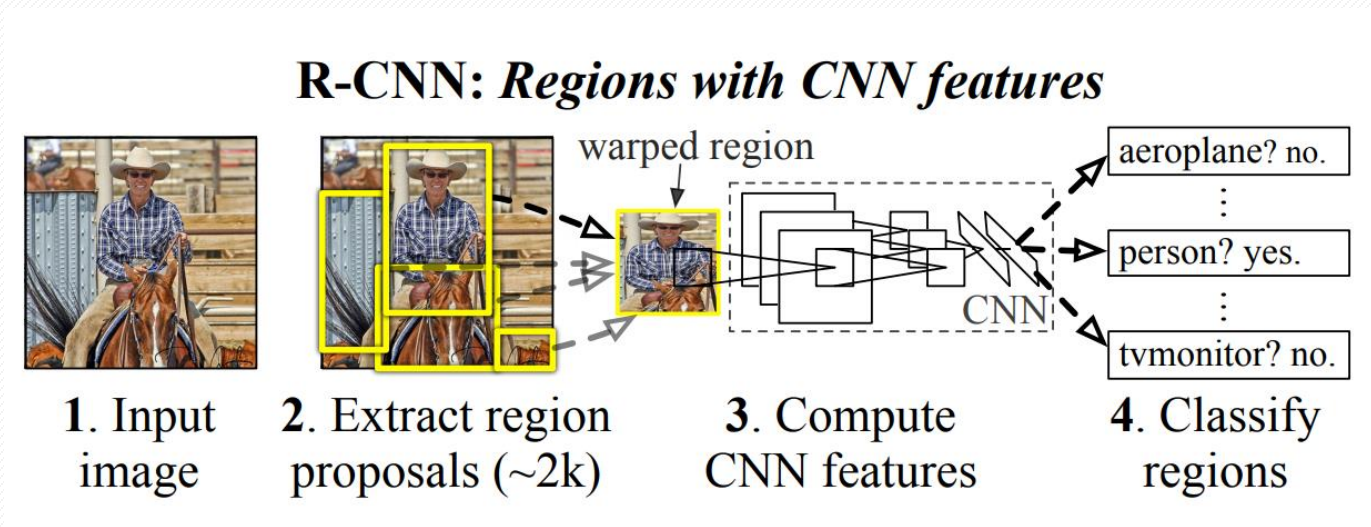 R-CNN: Regions with CNN features
warped region
aeroplane? no.
⋮
person? yes.
⋮
tvmonitor? no.
CNN
1. Input
image
2. Extract region
proposals (~2k)
3. Compute
CNN features
4. Classify
regions